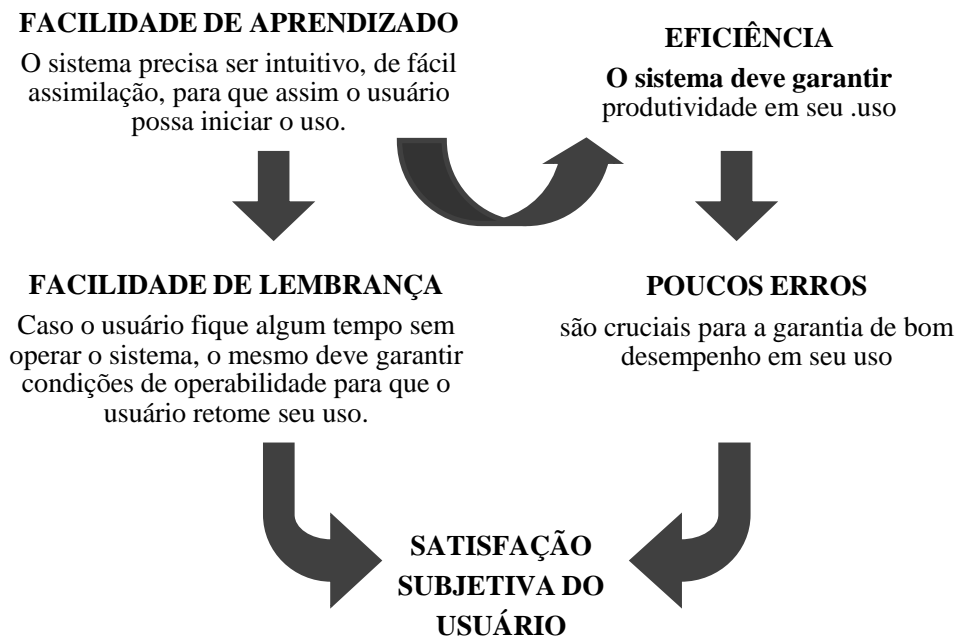 FACILIDADE DE APRENDIZADO
O sistema precisa ser intuitivo, de fácil
assimilação, para que assim o usuário
possa iniciar o uso.
EFICIÊNCIA
O sistema deve garantir
produtividade em seu .uso
FACILIDADE DE LEMBRANÇA
Caso o usuário fique algum tempo sem
operar o sistema, o mesmo deve garantir
condições de operabilidade para que o
usuário retome seu uso.
POUCOS ERROS
são cruciais para a garantia de bom
desempenho em seu uso
SATISFAÇÃO
SUBJETIVA DO
USUÁRIO